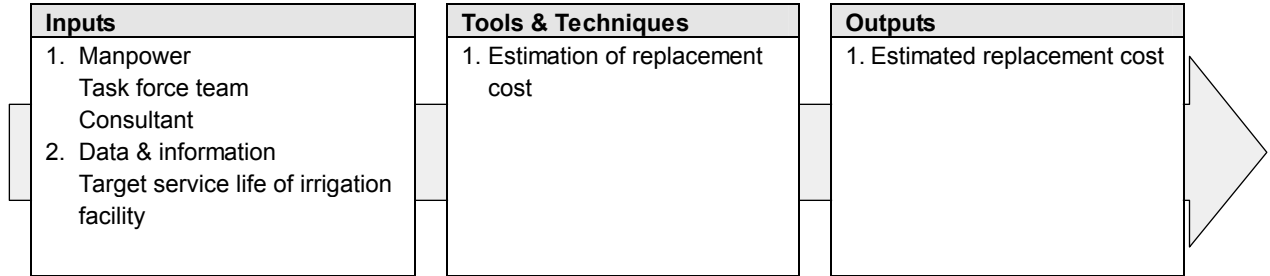 Inputs
1. Manpower
Task force team
Consultant
2. Data & information
Target service life of irrigation
facility
Tools & Techniques
1. Estimation of replacement
cost
Outputs
1. Estimated replacement cost